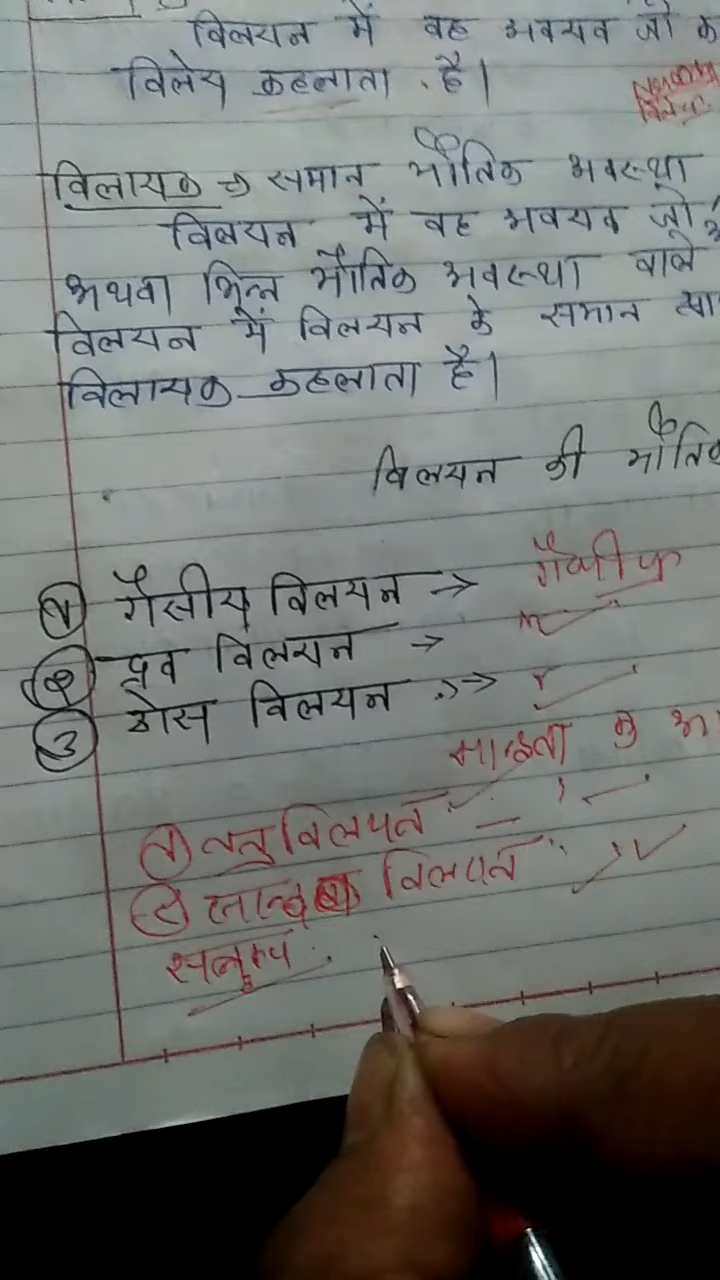 विलयन में वह अवयव जो क
विलेय कहलाता है।
विलायक → समान भौतिक अवस्था
विलयन में वह अवयव जो
अथवा भिन्न भौतिक अवस्था वाले
विलयन में विलयन के समान
विलायक कहलाता है।
विलयन की भौतिक
① गैसीय विलयन →
② द्रव विलयन →
③ ठोस विलयन →
सान्द्रता के आ
① तनु विलयन
② सान्द्र विलयन